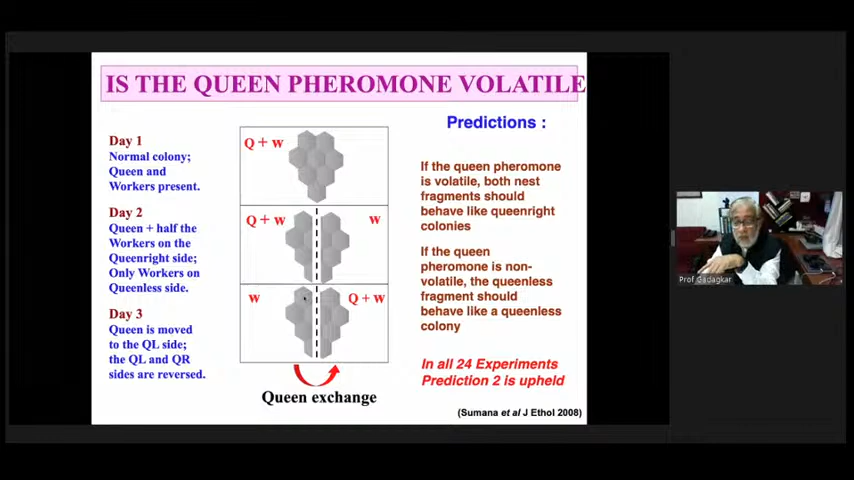 IS THE QUEEN PHEROMONE VOLATILE
Day 1
Normal colony;
Queen and
Workers present.
Day 2
Queen + half the
Workers on the
Queenright side;
Only Workers on
Queenless side.
Day 3
Queen is moved
to the QL side;
the QL and QR
sides are reversed.
Q + w
Q + w
w
w
Q + w
Queen exchange
Predictions :
If the queen pheromone
is volatile, both nest
fragments should
behave like queenright
colonies
If the queen
pheromone is non-
volatile, the queenless
fragment should
behave like a queenless
colony
In all 24 Experiments
Prediction 2 is upheld
(Sumana et al J Ethol 2008)
Prof Gadagkar